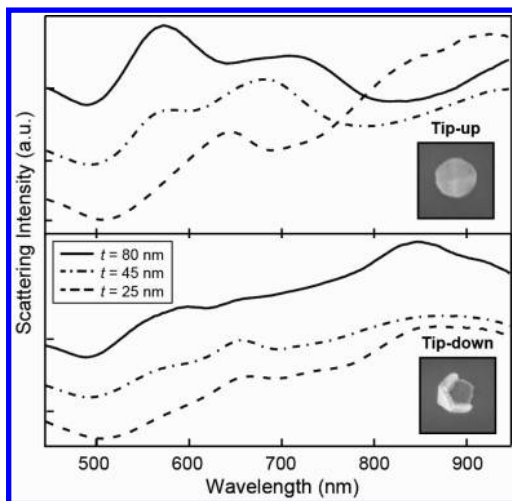 Scattering Intensity (a.u.)
Tip-up
t = 80 nm
t = 45 nm
t = 25 nm
Tip-down
500 600 700 800 900
Wavelength (nm)